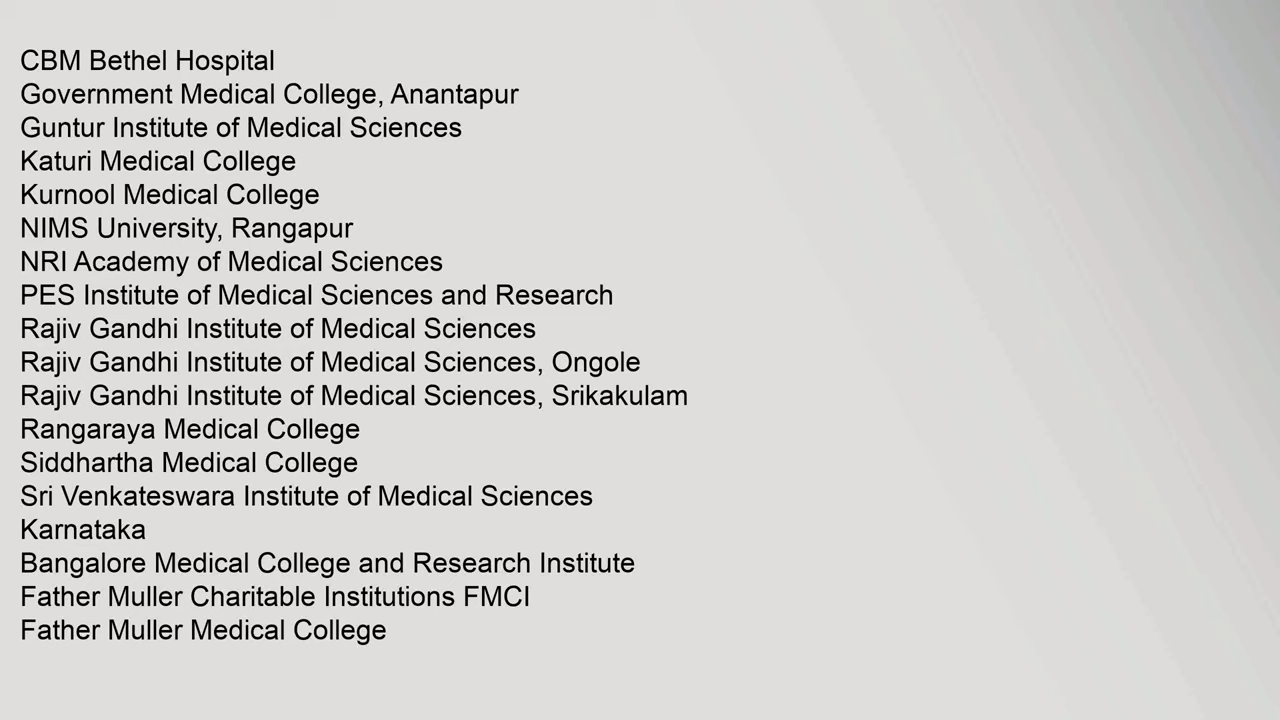 CBM Bethel Hospital
Government Medical College, Anantapur
Guntur Institute of Medical Sciences
Katuri Medical College
Kurnool Medical College
NIMS University, Rangapur
NRI Academy of Medical Sciences
PES Institute of Medical Sciences and Research
Rajiv Gandhi Institute of Medical Sciences
Rajiv Gandhi Institute of Medical Sciences, Ongole
Rajiv Gandhi Institute of Medical Sciences, Srikakulam
Rangaraya Medical College
Siddhartha Medical College
Sri Venkateswara Institute of Medical Sciences
Karnataka
Bangalore Medical College and Research Institute
Father Muller Charitable Institutions FMCI
Father Muller Medical College